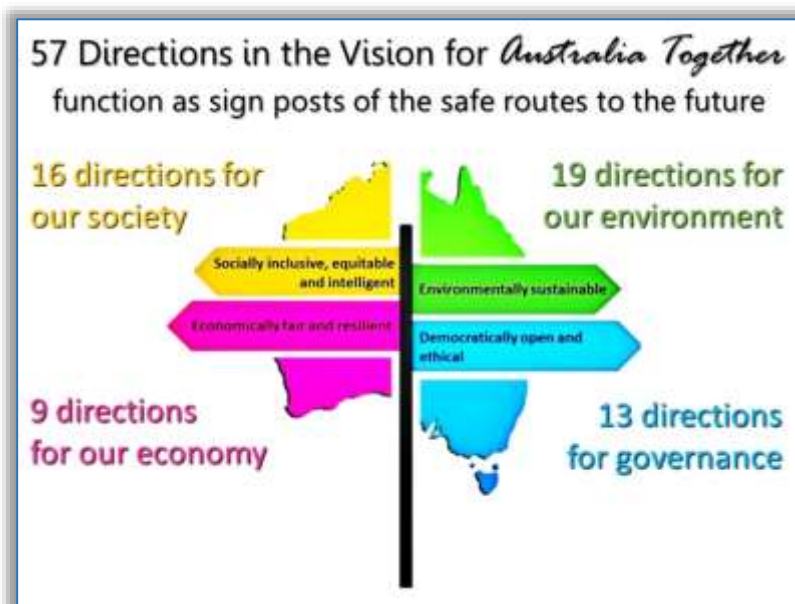 57 Directions in the Vision for Australia Together
function as sign posts of the safe routes to the future
16 directions for
our society
19 directions for
our environment
Socially inclusive, equitable
and intelligent
Environmentally sustainable
Economically fair and resilient
Democratically open and
ethical
9 directions
for our economy
13 directions
for governance